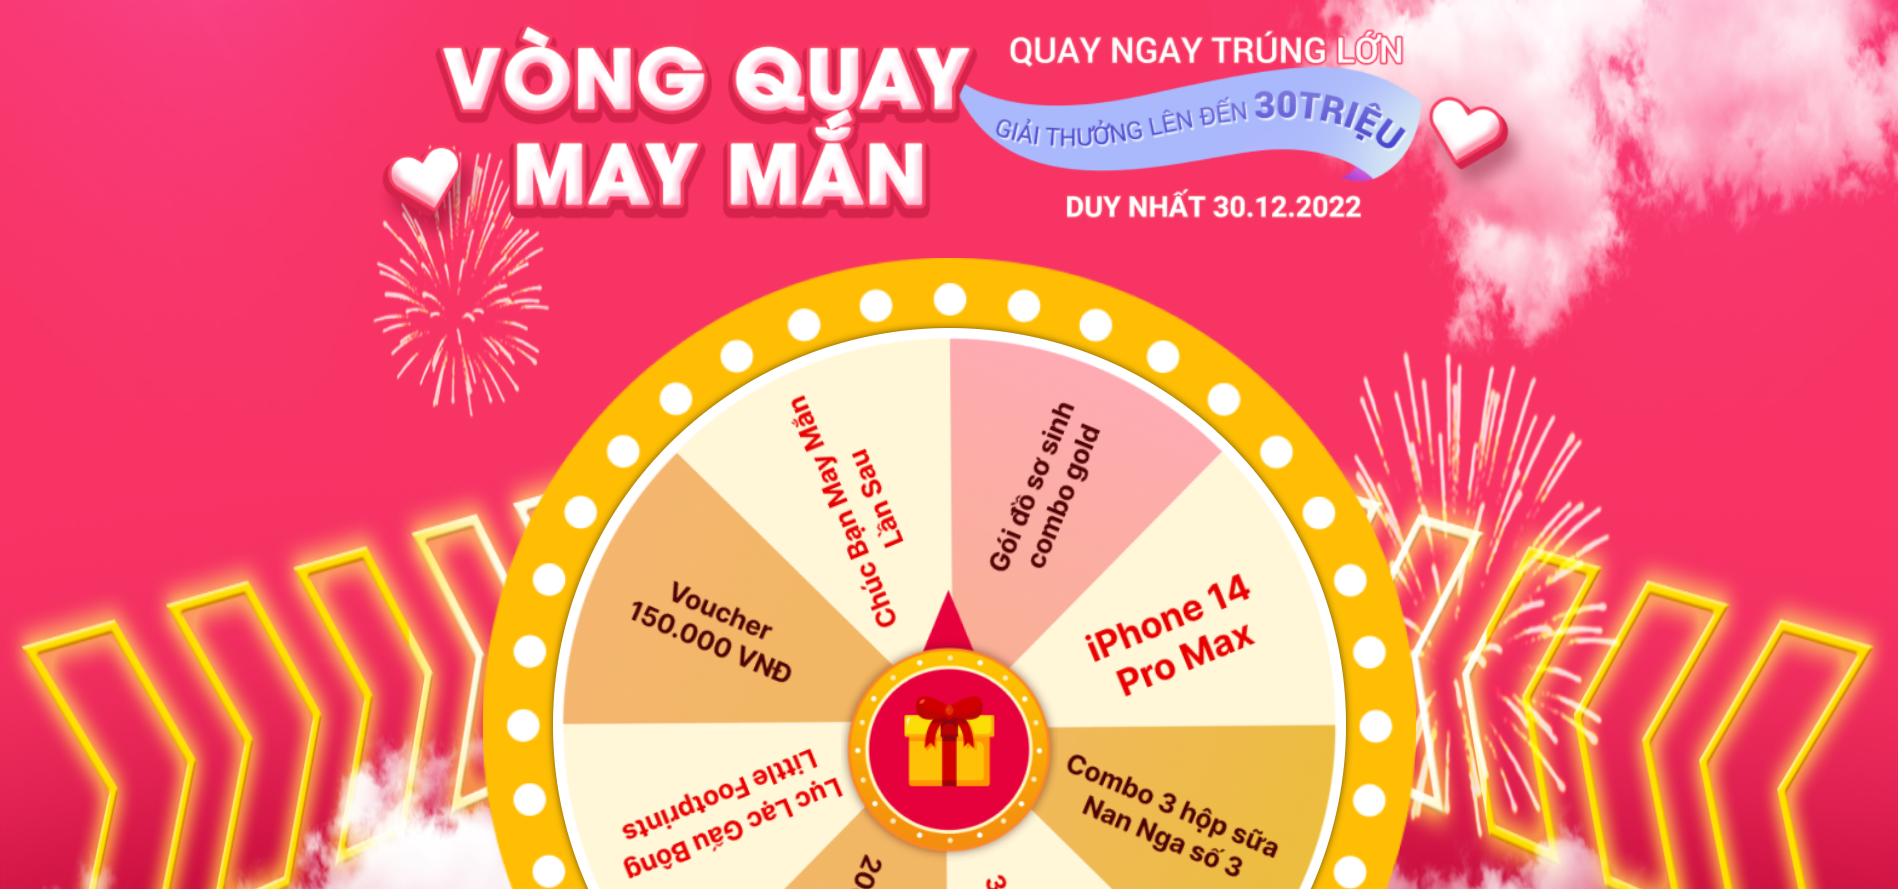 VÒNG QUAY
MAY MẮN
QUAY NGAY TRÚNG LỚN
GIẢI THƯỞNG LÊN ĐẾN 30TRIỆU
DUY NHẤT 30.12.2022
Chúc Bạn May Mắn
Lần Sau
Gói đồ sơ sinh
combo gold
Voucher
150.000 VNĐ
iPhone 14
Pro Max
Lục Lạc Gấu Bông
Little Footprints
Combo 3 hộp sữa
Nan Nga số 3